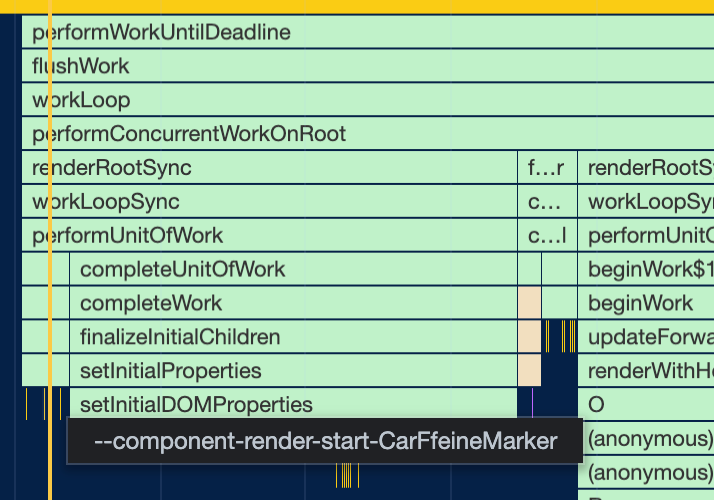 performWorkUntilDeadline
flushWork
workLoop
performConcurrentWorkOnRoot
renderRootSync f...r renderRootS
workLoopSync c... workLoopSy
performUnitOfWork c...l performUnitO
completeUnitOfWork beginWork$1
completeWork beginWork
finalizeInitialChildren updateForwa
setInitialProperties renderWithH
setInitialDOMProperties O
--component-render-start-CarFfeineMarker (anonymous)
(anonymous)